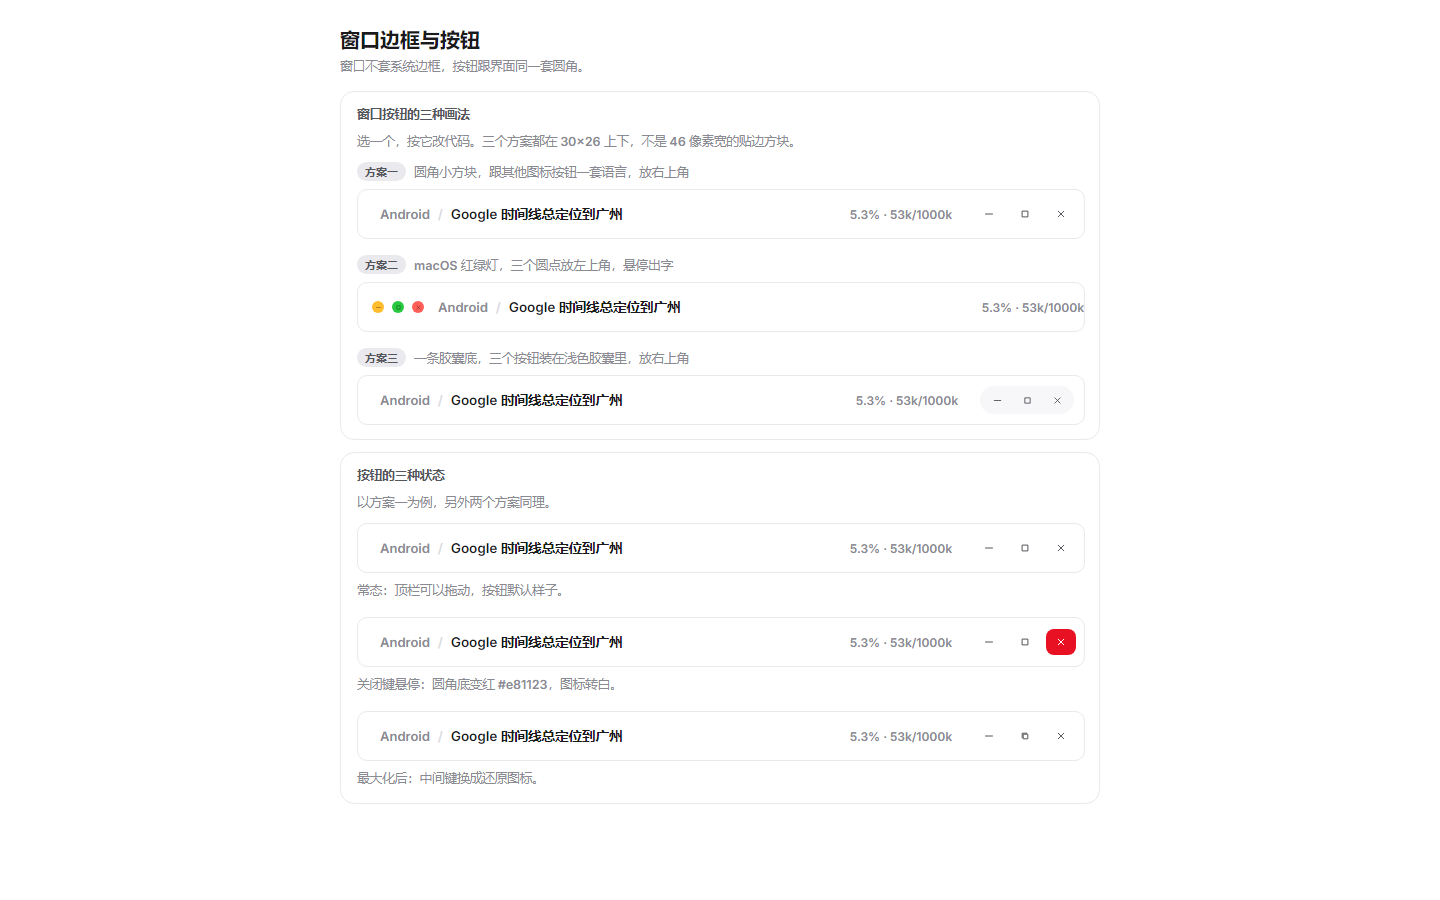 窗口边框与按钮
窗口不套系统边框，按钮跟界面同一套圆角。
窗口按钮的三种画法
选一个，按它改代码。三个方案都在 30×26 上下，不是 46 像素宽的贴边方块。
方案一 圆角小方块，跟其他图标按钮一套语言，放右上角
Android / Google 时间线总定位到广州 5.3% · 53k/1000k
方案二 macOS 红绿灯，三个圆点放左上角，悬停出字
Android / Google 时间线总定位到广州 5.3% · 53k/1000k
方案三 一条胶囊底，三个按钮装在浅色胶囊里，放右上角
Android / Google 时间线总定位到广州 5.3% · 53k/1000k
按钮的三种状态
以方案一为例，另外两个方案同理。
Android / Google 时间线总定位到广州 5.3% · 53k/1000k
常态：顶栏可以拖动，按钮默认样子。
Android / Google 时间线总定位到广州 5.3% · 53k/1000k
关闭键悬停：圆角底变红 #e81123，图标转白。
Android / Google 时间线总定位到广州 5.3% · 53k/1000k
最大化后：中间键换成还原图标。